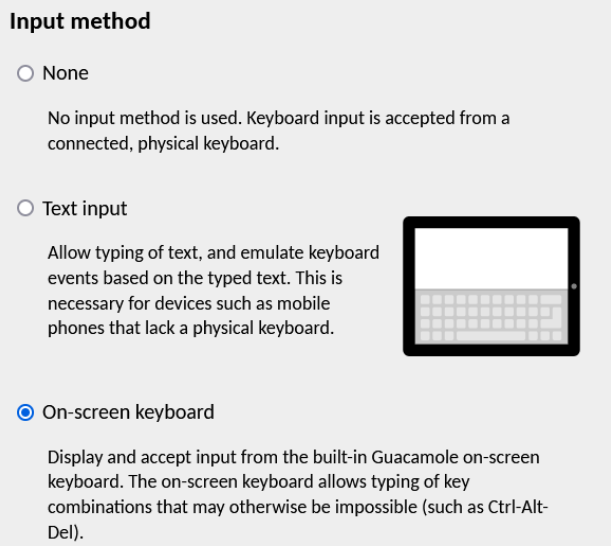 Input method
None
No input method is used. Keyboard input is accepted from a
connected, physical keyboard.
Text input
Allow typing of text, and emulate keyboard
events based on the typed text. This is
necessary for devices such as mobile
phones that lack a physical keyboard.
On-screen keyboard
Display and accept input from the built-in Guacamole on-screen
keyboard. The on-screen keyboard allows typing of key
combinations that may otherwise be impossible (such as Ctrl-Alt-
Del).